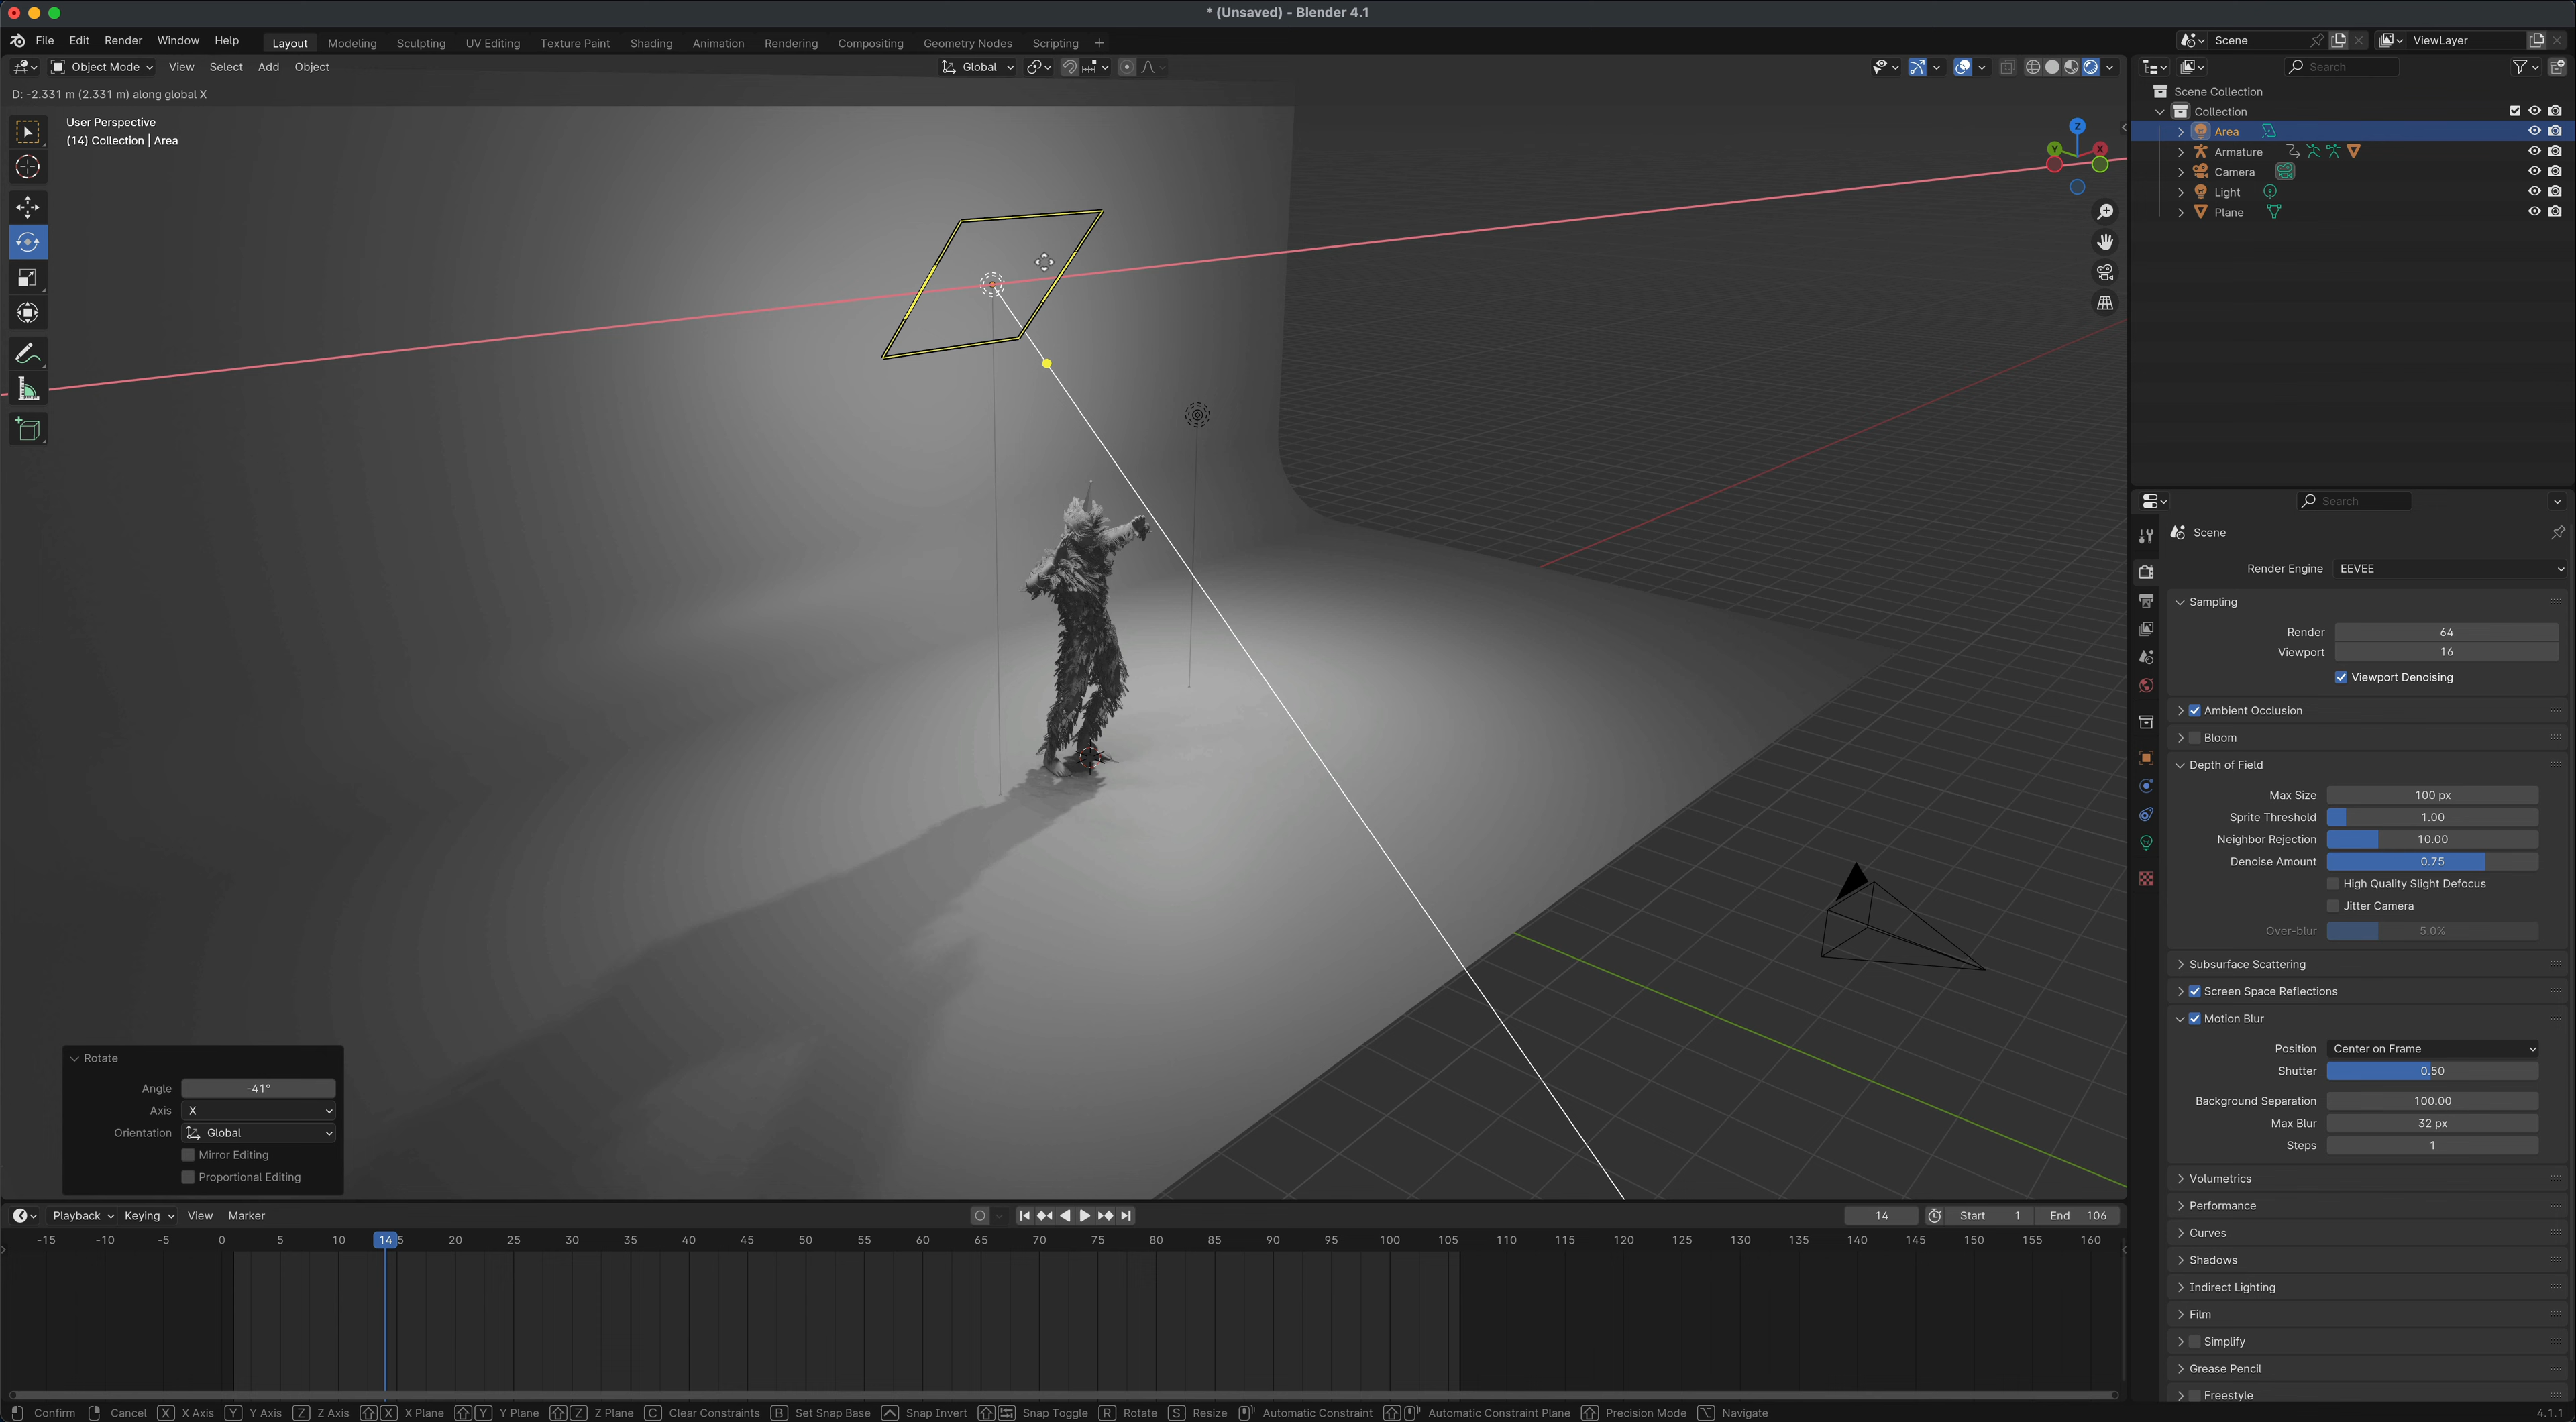 * (Unsaved) - Blender 4.1
File Edit Render Window Help Layout Modeling Sculpting UV Editing Texture Paint Shading Animation Rendering Compositing Geometry Nodes Scripting + Scene ViewLayer
Object Mode View Select Add Object Global Search
D: -2.331 m (2.331 m) along global X
User Perspective
(14) Collection | Area
Z
Y X
Scene Collection
Collection
Area
Armature
Camera
Light
Plane
Search
Scene
Render Engine EEVEE
Sampling
Render 64
Viewport 16
Viewport Denoising
Ambient Occlusion
Bloom
Depth of Field
Max Size 100 px
Sprite Threshold 1.00
Neighbor Rejection 10.00
Denoise Amount 0.75
High Quality Slight Defocus
Jitter Camera
Over-blur 5.0%
Subsurface Scattering
Screen Space Reflections
Motion Blur
Position Center on Frame
Shutter 0.50
Background Separation 100.00
Max Blur 32 px
Steps 1
Volumetrics
Performance
Curves
Shadows
Indirect Lighting
Film
Simplify
Grease Pencil
Freestyle
Rotate
Angle -41°
Axis X
Orientation Global
Mirror Editing
Proportional Editing
Playback Keying View Marker 14 Start 1 End 106
-15 -10 -5 0 5 10 14 5 20 25 30 35 40 45 50 55 60 65 70 75 80 85 90 95 100 105 110 115 120 125 130 135 140 145 150 155 160
Confirm Cancel X X Axis Y Y Axis Z Z Axis X X Plane Y Y Plane Z Z Plane C Clear Constraints B Set Snap Base Snap Invert Snap Toggle R Rotate S Resize Automatic Constraint Automatic Constraint Plane Precision Mode Navigate 4.1.1